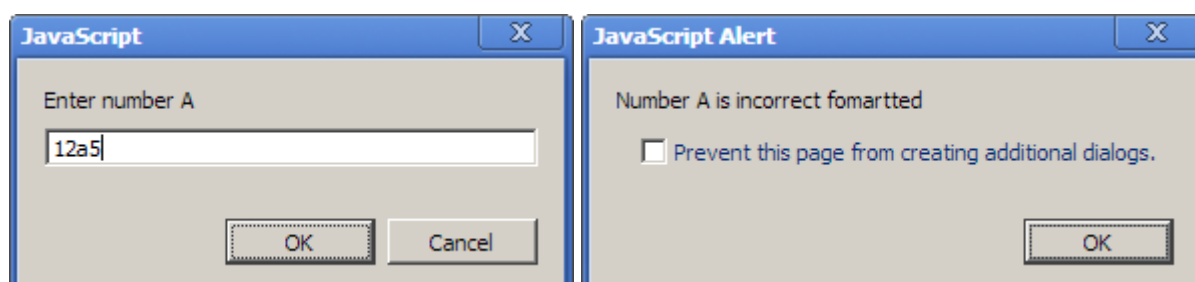 JavaScript
Enter number A
12a5
OK Cancel
JavaScript Alert
Number A is incorrect fomartted
Prevent this page from creating additional dialogs.
OK